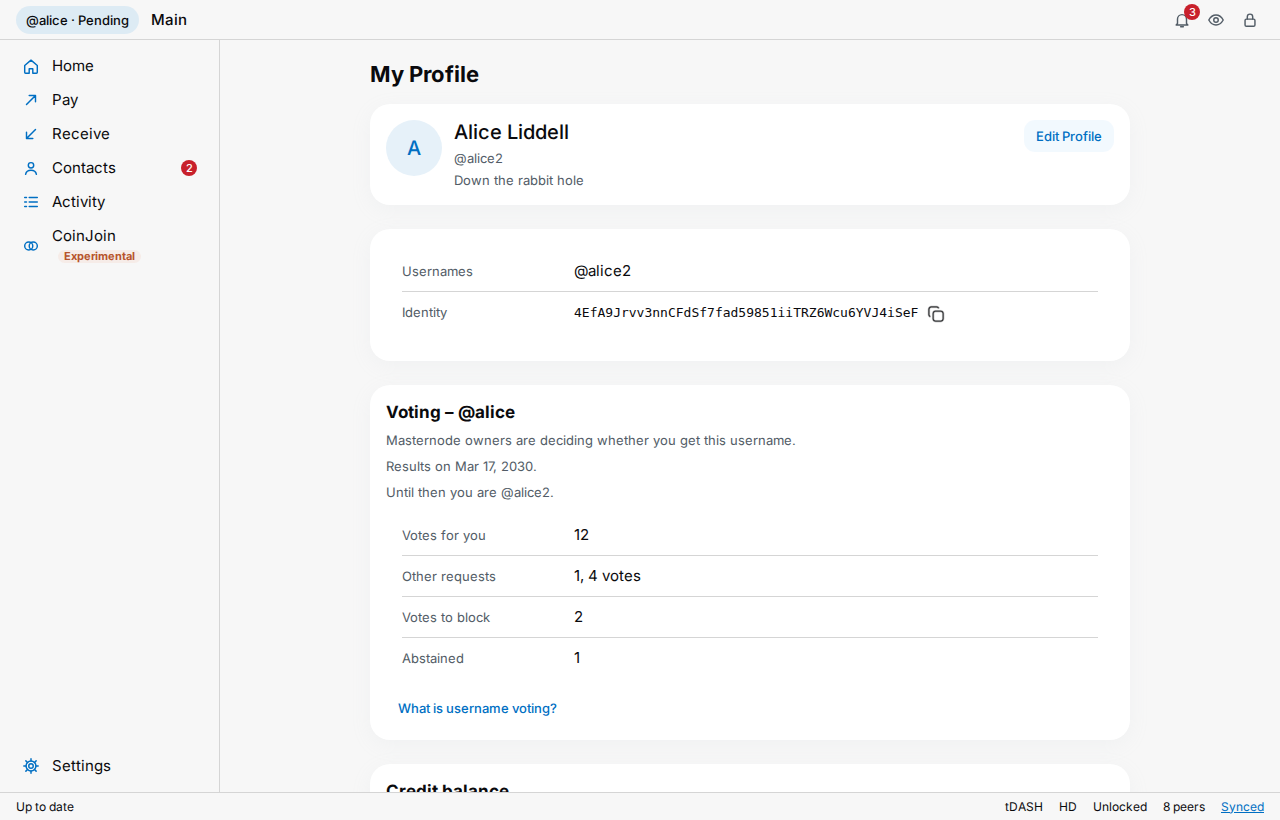 @alice · Pending Main 3
Home
Pay
Receive
Contacts 2
Activity
CoinJoin
Experimental
Settings
My Profile
A
Alice Liddell
@alice2
Down the rabbit hole
Edit Profile
Usernames @alice2
Identity 4EfA9Jrvv3nnCFdSf7fad59851iiTRZ6Wcu6YVJ4iSeF
Voting – @alice
Masternode owners are deciding whether you get this username.
Results on Mar 17, 2030.
Until then you are @alice2.
Votes for you 12
Other requests 1, 4 votes
Votes to block 2
Abstained 1
What is username voting?
Credit balance
Up to date tDASH HD Unlocked 8 peers Synced